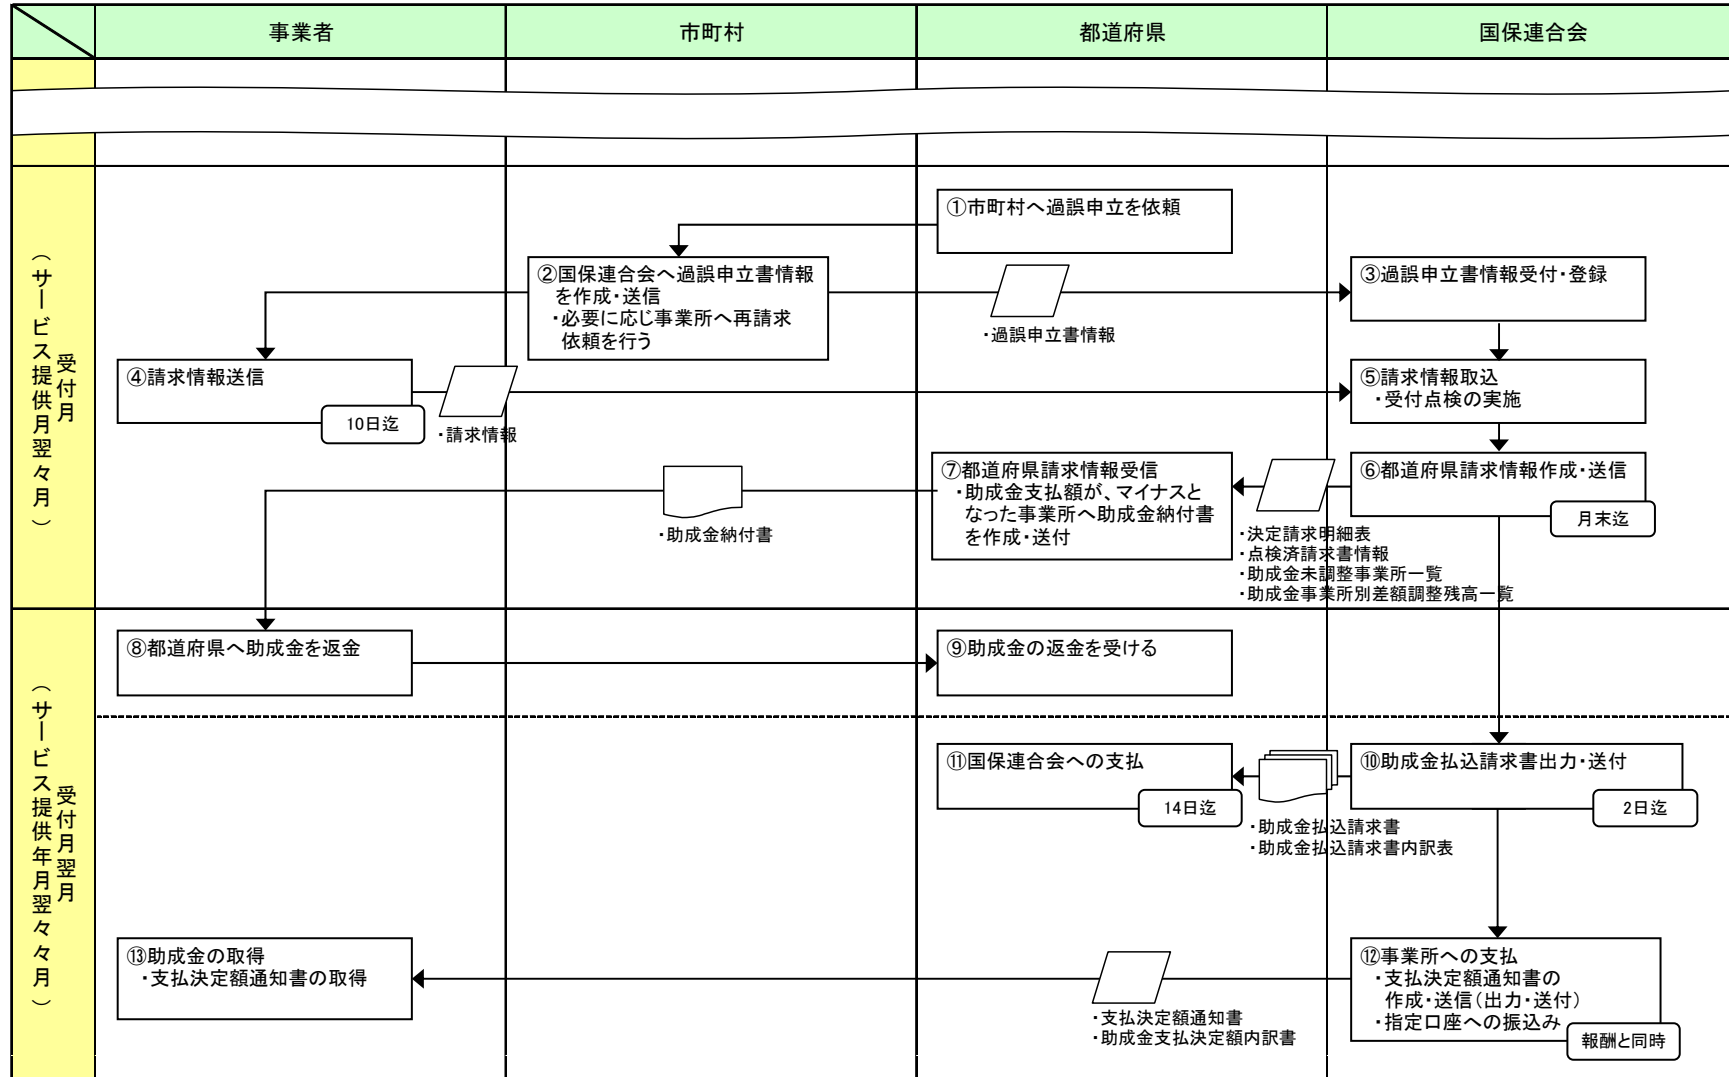 事業者
市町村
都道府県
国保連合会
受付月
（サービス提供月翌々月）
①市町村へ過誤申立を依頼
②国保連合会へ過誤申立書情報
を作成・送信
・必要に応じ事業所へ再請求
依頼を行う
・過誤申立書情報
③過誤申立書情報受付・登録
④請求情報送信
10日迄
・請求情報
⑤請求情報取込
・受付点検の実施
⑥都道府県請求情報作成・送信
月末迄
⑦都道府県請求情報受信
・助成金支払額が、マイナスと
なった事業所へ助成金納付書
を作成・送付
・助成金納付書
・決定請求明細表
・点検済請求書情報
・助成金未調整事業所一覧
・助成金事業所別差額調整残高一覧
受付月翌月
（サービス提供年月翌々々月）
⑧都道府県へ助成金を返金
⑨助成金の返金を受ける
⑩助成金払込請求書出力・送付
2日迄
⑪国保連合会への支払
14日迄
・助成金払込請求書
・助成金払込請求書内訳表
⑫事業所への支払
・支払決定額通知書の
作成・送信（出力・送付）
・指定口座への振込み
報酬と同時
・支払決定額通知書
・助成金支払決定額内訳書
⑬助成金の取得
・支払決定額通知書の取得